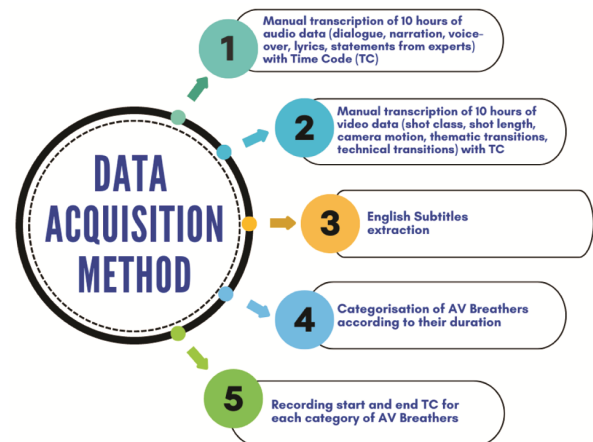 DATA
ACQUISITION
METHOD
1
Manual transcription of 10 hours of
audio data (dialogue, narration, voice-
over, lyrics, statements from experts)
with Time Code (TC)
2
Manual transcription of 10 hours of
video data (shot class, shot length,
camera motion, thematic transitions,
technical transitions) with TC
3
English Subtitles
extraction
4
Categorisation of AV Breathers
according to their duration
5
Recording start and end TC for
each category of AV Breathers